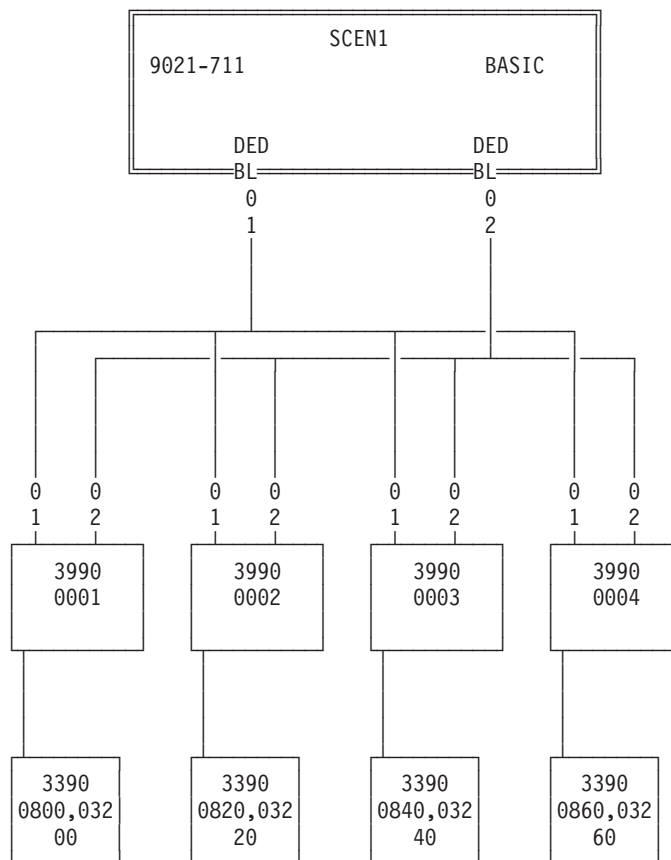 SCEN1
9021-711 BASIC
DED DED
BL BL
0 0
1 2
0 0 0 0 0 0 0 0
1 2 1 2 1 2 1 2
3990 3990 3990 3990
0001 0002 0003 0004
3390 3390 3390 3390
0800,032 0820,032 0840,032 0860,032
00 20 40 60